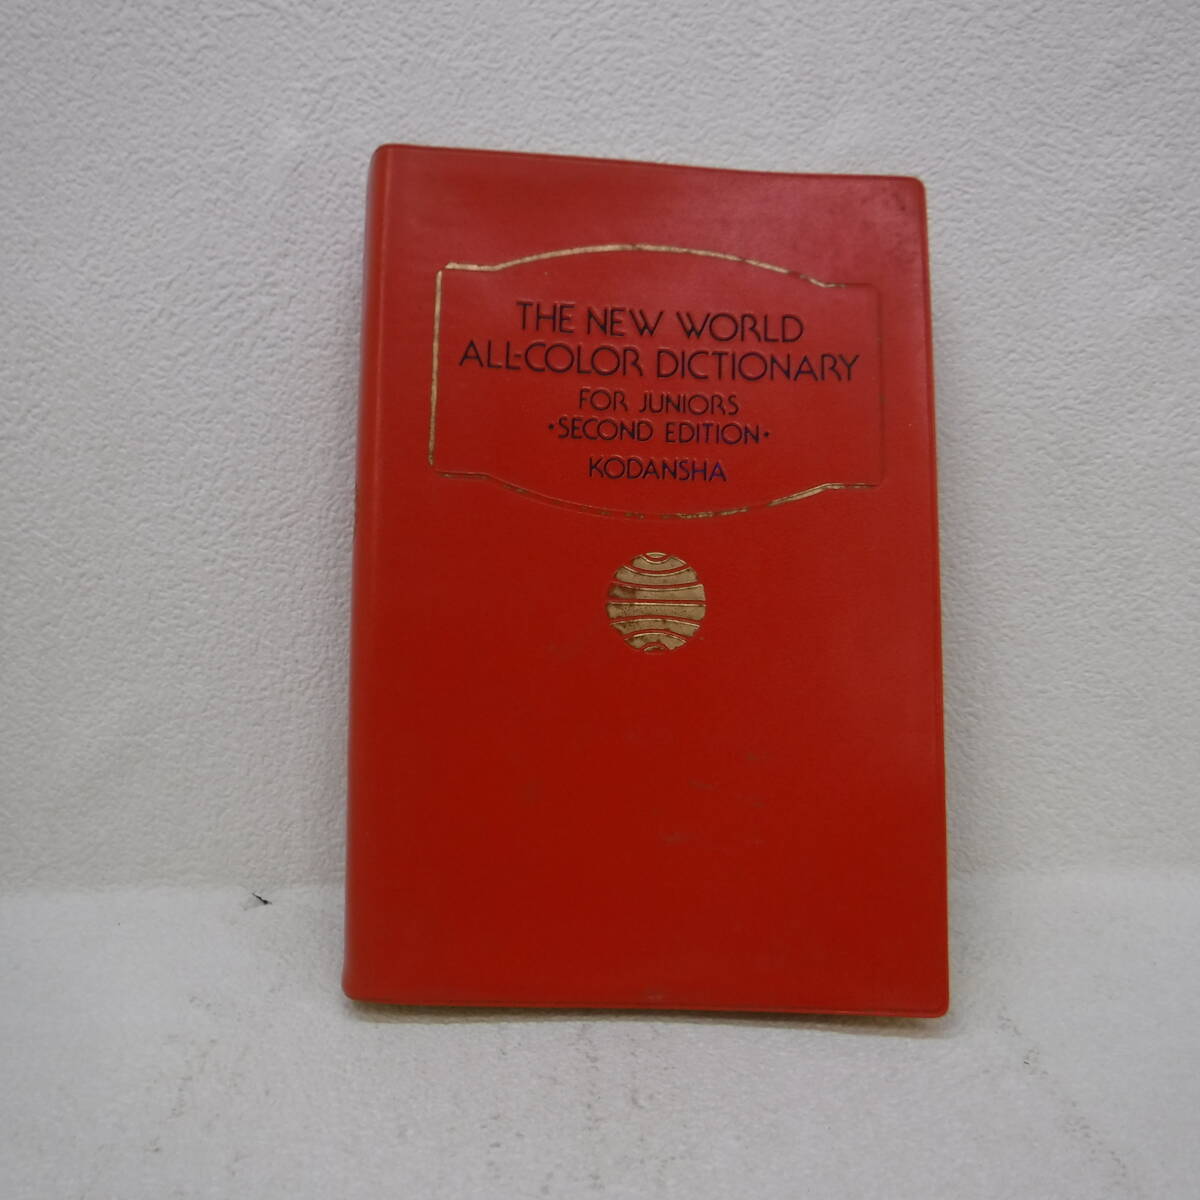 THE NEW WORLD
ALL-COLOR DICTIONARY
FOR JUNIORS
•SECOND EDITION•
KODANSHA